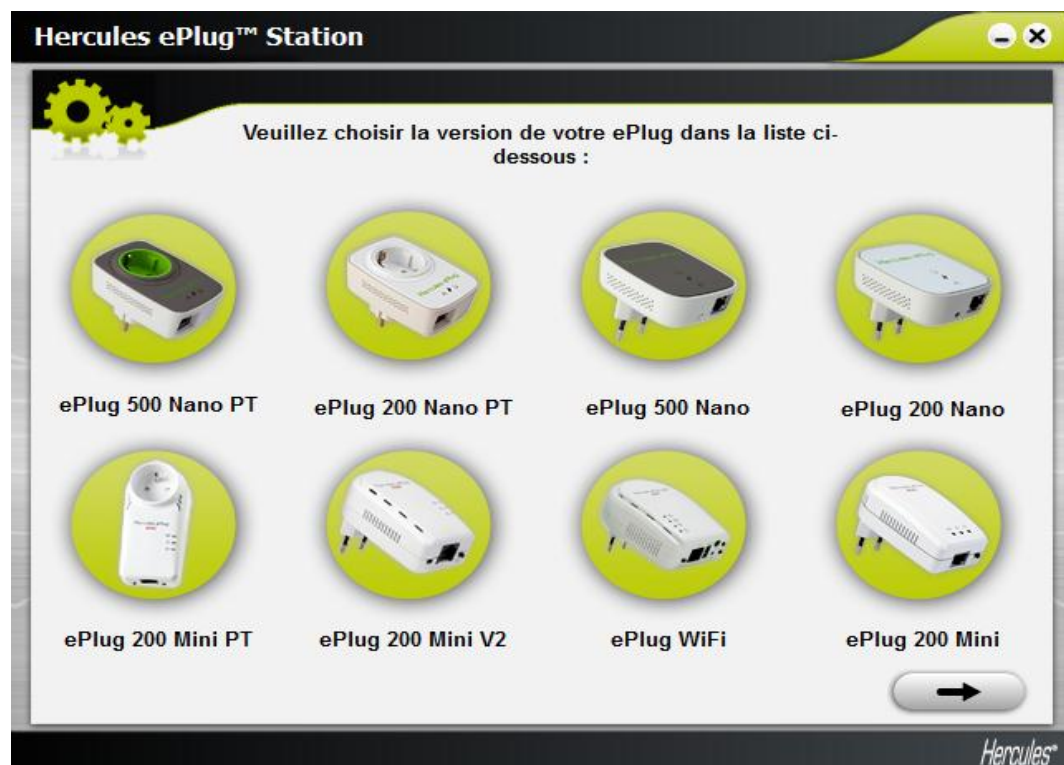 Hercules ePlug™ Station
Veuillez choisir la version de votre ePlug dans la liste ci-
dessous :
ePlug 500 Nano PT
ePlug 200 Nano PT
ePlug 500 Nano
ePlug 200 Nano
ePlug 200 Mini PT
ePlug 200 Mini V2
ePlug WiFi
ePlug 200 Mini
Hercules®